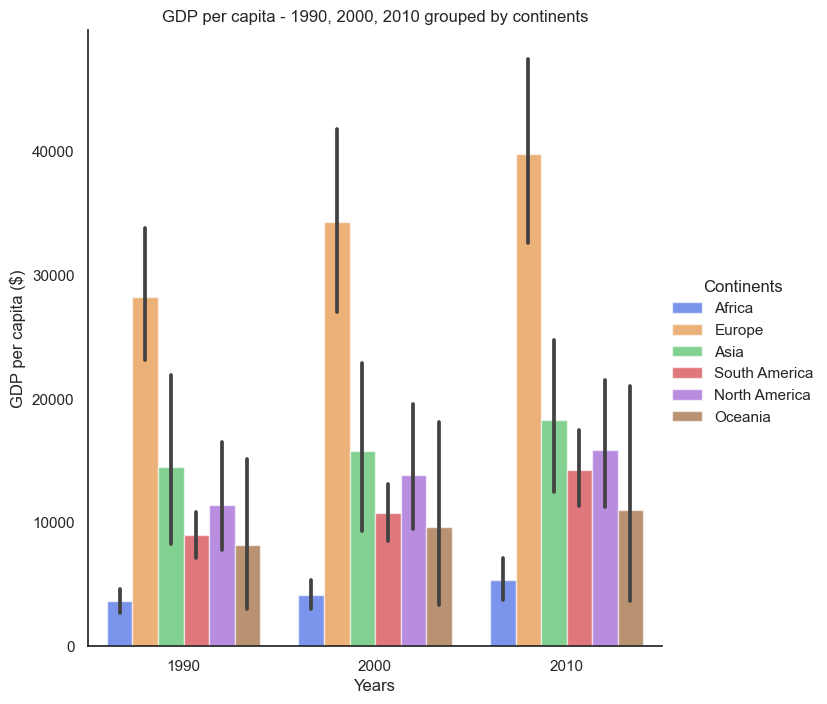 GDP per capita - 1990, 2000, 2010 grouped by continents
GDP per capita ($)
40000
30000
20000
10000
0
1990
2000
2010
Years
Continents
Africa
Europe
Asia
South America
North America
Oceania